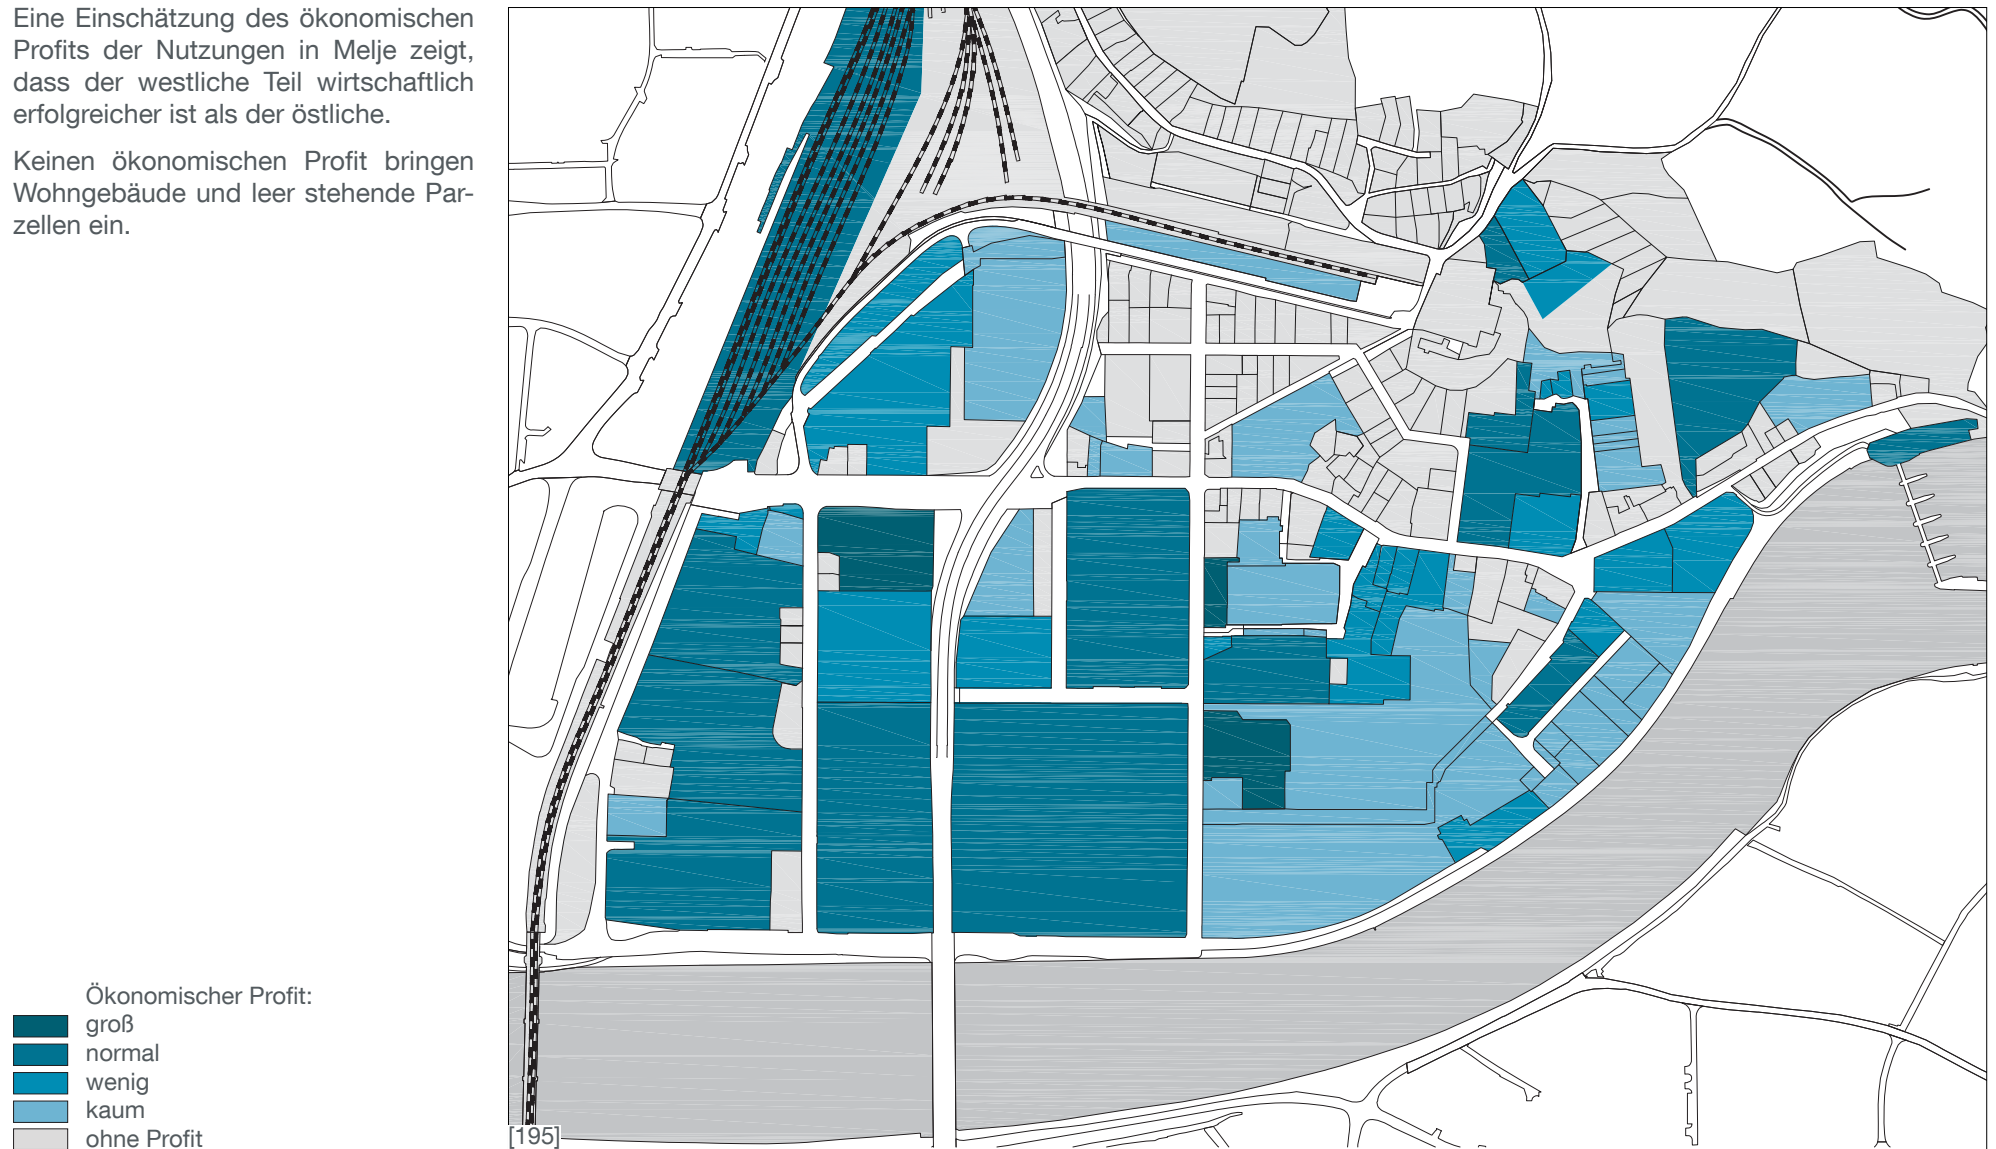 Eine Einschätzung des ökonomischen
Profits der Nutzungen in Melje zeigt,
dass der westliche Teil wirtschaftlich
erfolgreicher ist als der östliche.
Keinen ökonomischen Profit bringen
Wohngebäude und leer stehende Par-
zellen ein.
Ökonomischer Profit:
groß
normal
wenig
kaum
ohne Profit
[195]